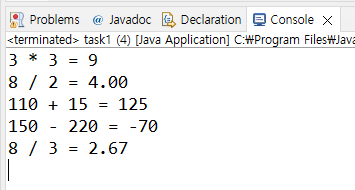 Problems @ Javadoc Declaration Console ×
<terminated> task1 (4) [Java Application] C:₩Program Files₩Java
3 * 3 = 9
8 / 2 = 4.00
110 + 15 = 125
150 - 220 = -70
8 / 3 = 2.67